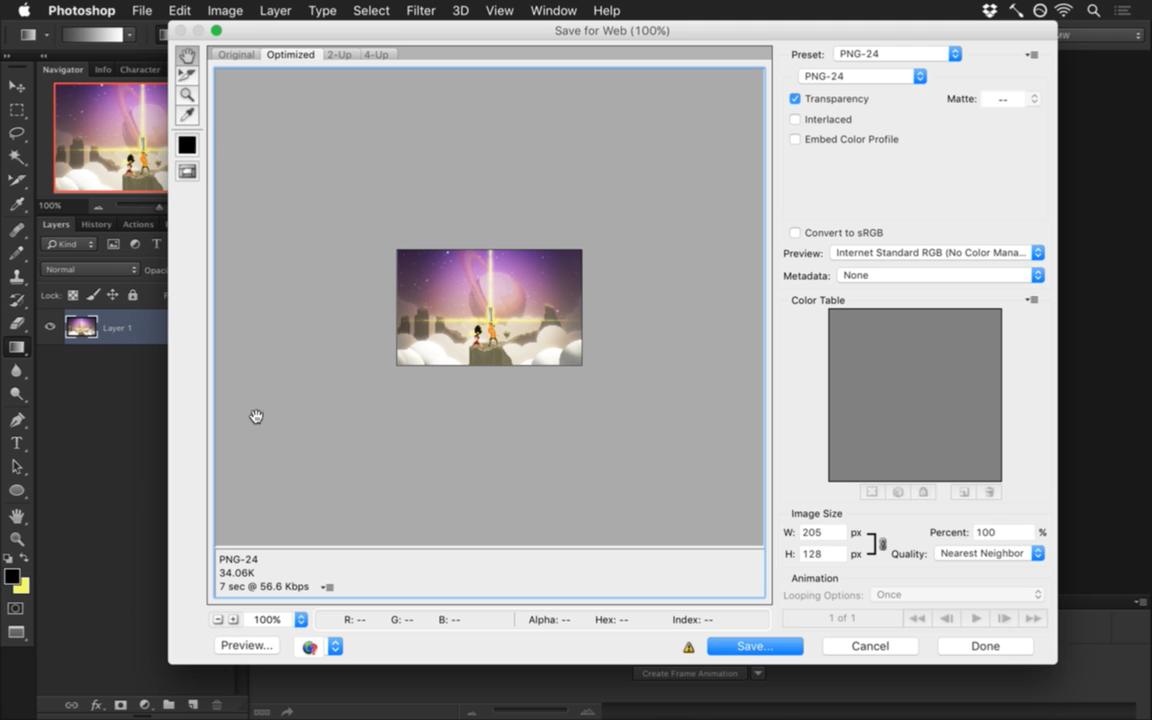 Photoshop File Edit Image Layer Type Select Filter 3D View Window Help
Save for Web (100%)
Navigator Info Character
100%
Layers History Actions
Kind
Normal Opaci
Lock:
Layer 1
Original Optimized 2-Up 4-Up
PNG-24
34.06K
7 sec @ 56.6 Kbps
100% R: -- G: -- B: -- Alpha: -- Hex: -- Index: --
Preview... Save... Cancel Done
Preset: PNG-24
PNG-24
Transparency Matte: --
Interlaced
Embed Color Profile
Convert to sRGB
Preview: Internet Standard RGB (No Color Mana...
Metadata: None
Color Table
Image Size
W: 205 px Percent: 100 %
H: 128 px Quality: Nearest Neighbor
Animation
Looping Options: Once
1 of 1
Create Frame Animation